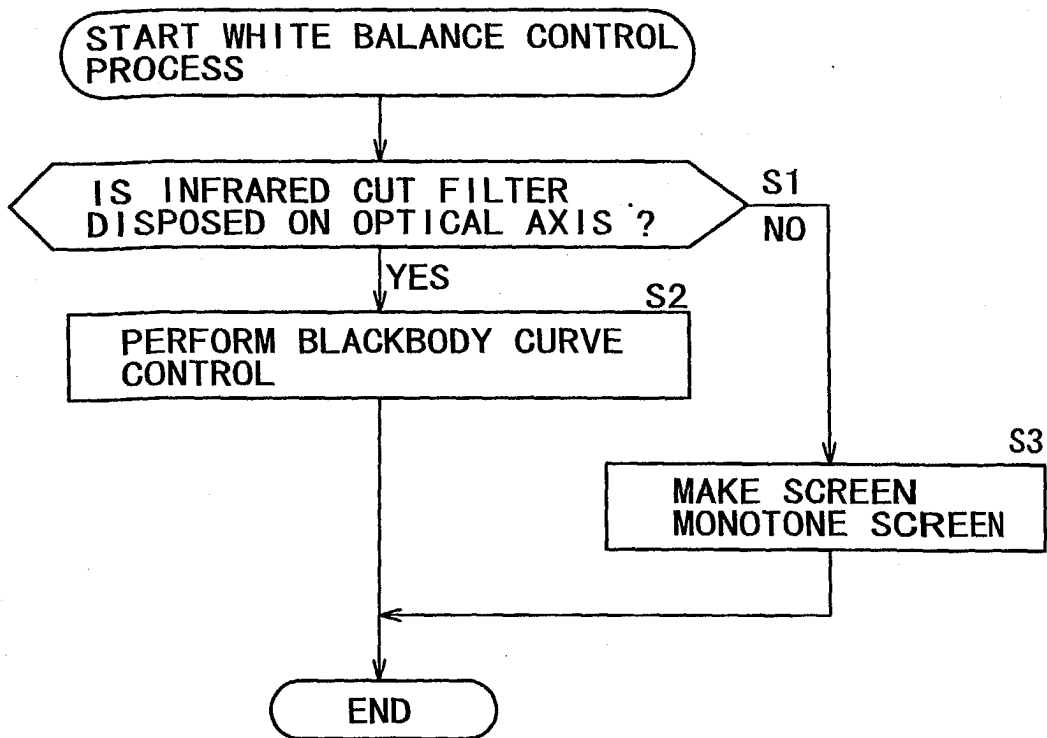 START WHITE BALANCE CONTROL
PROCESS
IS INFRARED CUT FILTER
DISPOSED ON OPTICAL AXIS ?
S1
NO
YES
S2
PERFORM BLACKBODY CURVE
CONTROL
S3
MAKE SCREEN
MONOTONE SCREEN
END